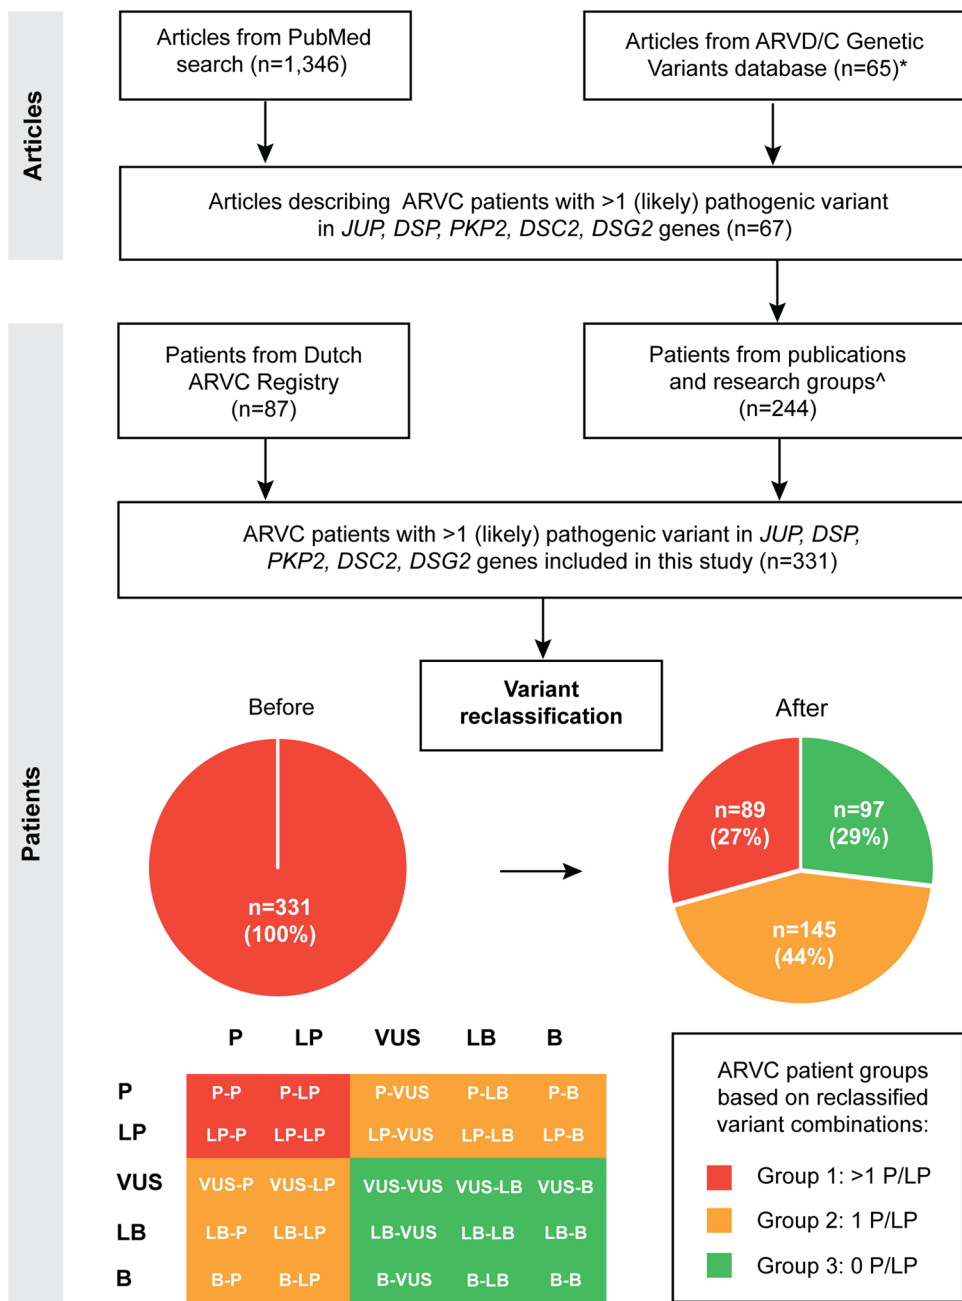 Articles
Articles from PubMed
search (n=1,346)
Articles from ARVD/C Genetic
Variants database (n=65)*
Articles describing ARVC patients with >1 (likely) pathogenic variant
in JUP, DSP, PKP2, DSC2, DSG2 genes (n=67)
Patients
Patients from Dutch
ARVC Registry
(n=87)
Patients from publications
and research groups^
(n=244)
ARVC patients with >1 (likely) pathogenic variant in JUP, DSP,
PKP2, DSC2, DSG2 genes included in this study (n=331)
Variant
reclassification
Before
After
n=331
(100%)
n=89
(27%)
n=97
(29%)
n=145
(44%)
P LP VUS LB B
P P-P P-LP P-VUS P-LB P-B
LP LP-P LP-LP LP-VUS LP-LB LP-B
VUS VUS-P VUS-LP VUS-VUS VUS-LB VUS-B
LB LB-P LB-LP LB-VUS LB-LB LB-B
B B-P B-LP B-VUS B-LB B-B
ARVC patient groups
based on reclassified
variant combinations:
Group 1: >1 P/LP
Group 2: 1 P/LP
Group 3: 0 P/LP